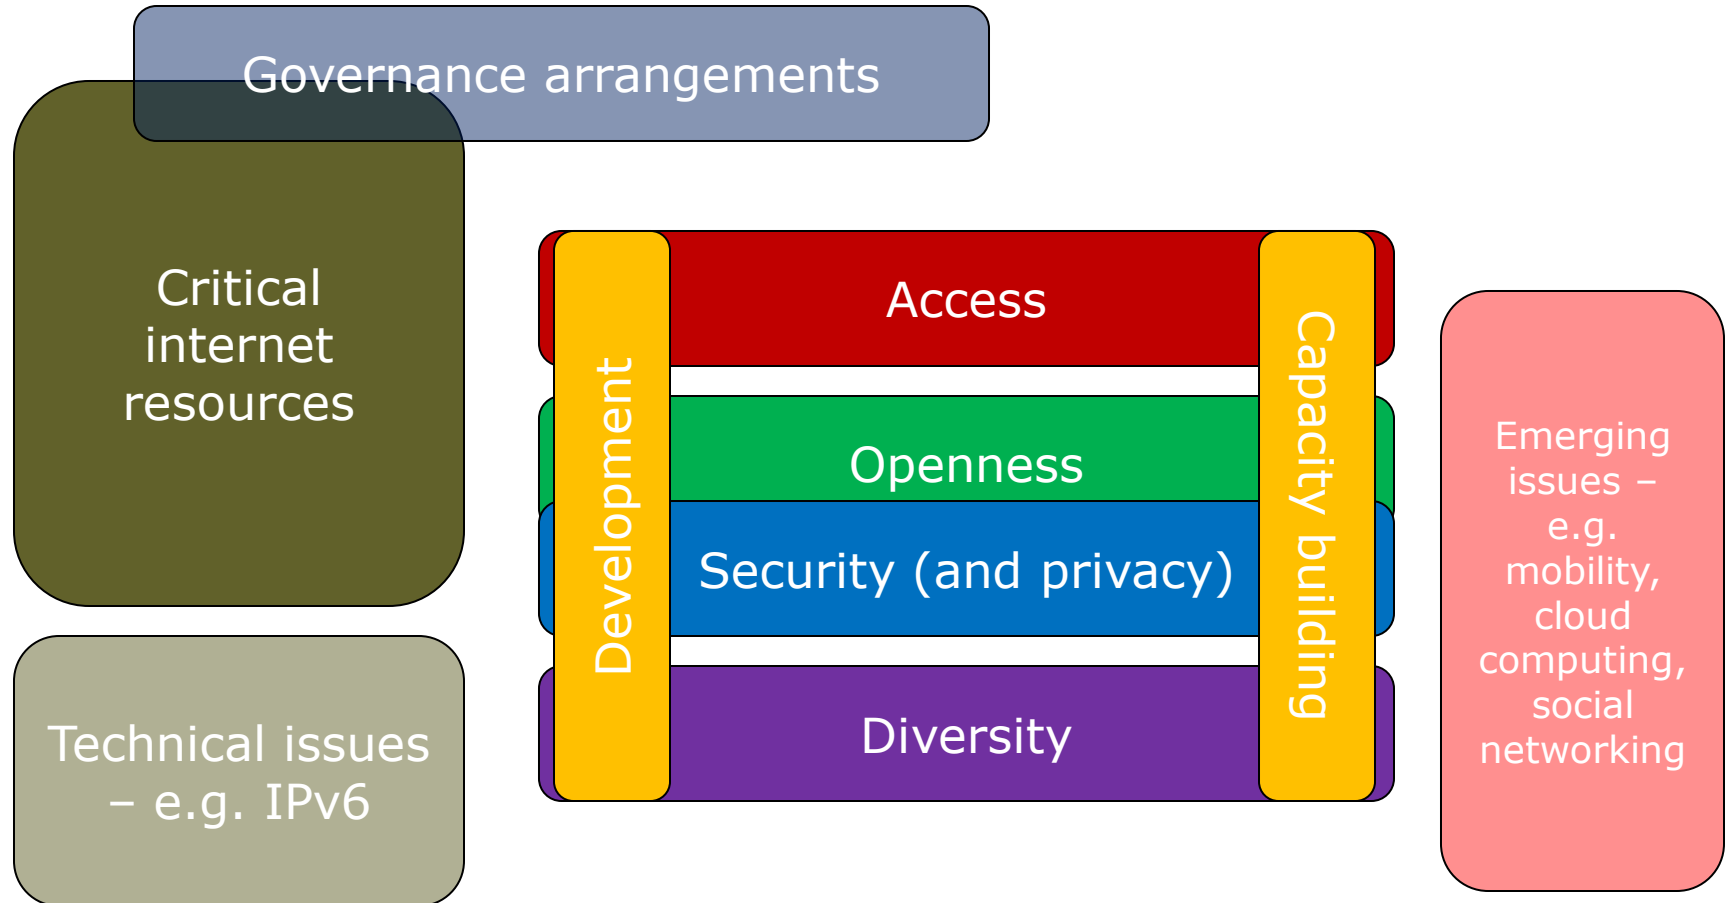 Governance arrangements
Critical
internet
resources
Technical issues
– e.g. IPv6
Development
Access
Openness
Security (and privacy)
Diversity
Capacity building
Emerging
issues –
e.g.
mobility,
cloud
computing,
social
networking